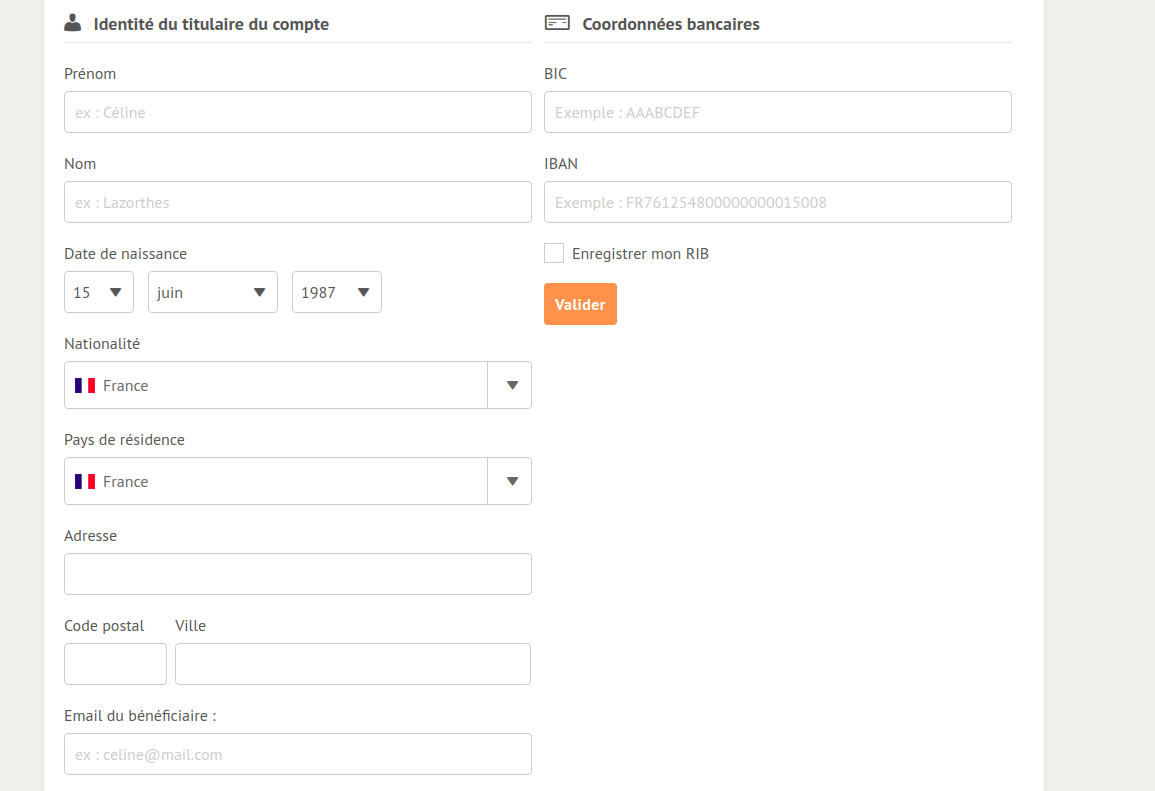 Identité du titulaire du compte
Prénom
ex : Céline
Nom
ex : Lazorthes
Date de naissance
15 juin 1987
Nationalité
France
Pays de résidence
France
Adresse
Code postal Ville
Email du bénéficiaire :
ex : celine@mail.com
Coordonnées bancaires
BIC
Exemple : AAABCDEF
IBAN
Exemple : FR761254800000000015008
Enregistrer mon RIB
Valider